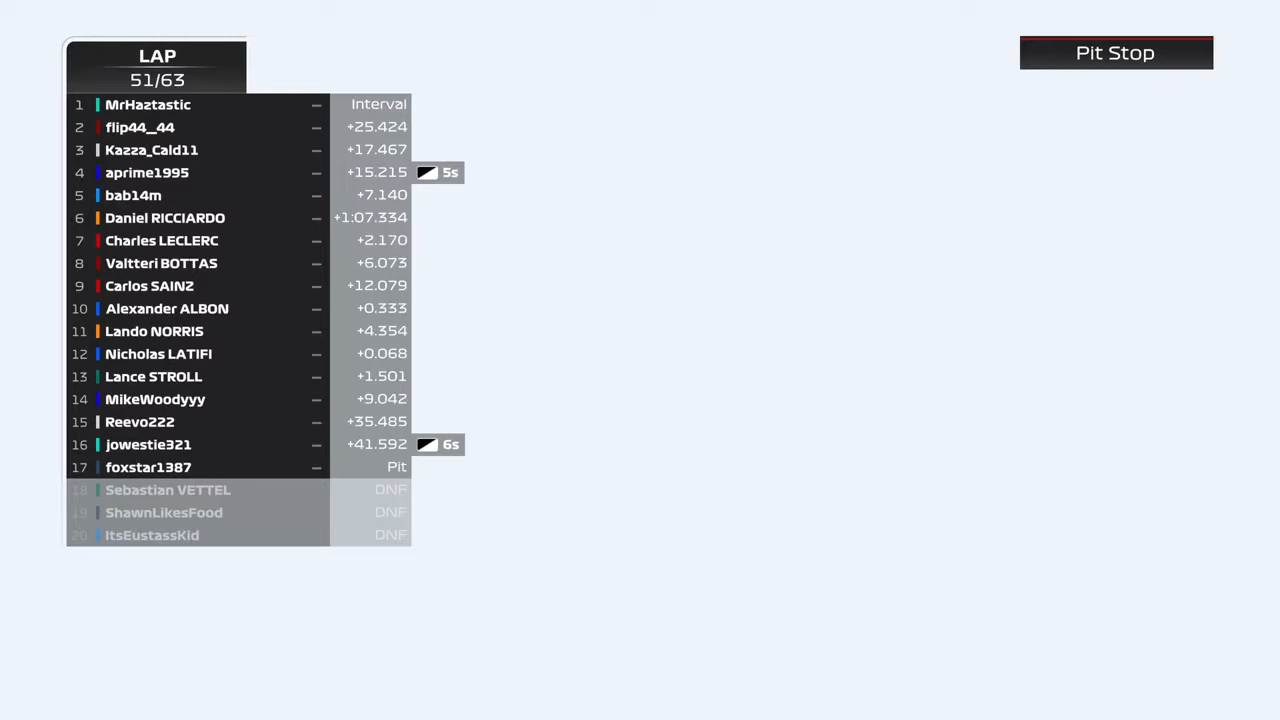 LAP
51/63
Pit Stop
1 MrHaztastic – Interval
2 flip44_44 – +25.424
3 Kazza_Cald11 – +17.467
4 aprime1995 – +15.215 5s
5 bab14m – +7.140
6 Daniel RICCIARDO – +1:07.334
7 Charles LECLERC – +2.170
8 Valtteri BOTTAS – +6.073
9 Carlos SAINZ – +12.079
10 Alexander ALBON – +0.333
11 Lando NORRIS – +4.354
12 Nicholas LATIFI – +0.068
13 Lance STROLL – +1.501
14 MikeWoodyyy – +9.042
15 Reevo222 – +35.485
16 jowestie321 – +41.592 6s
17 foxstar1387 – Pit
18 Sebastian VETTEL DNF
19 ShawnLikesFood DNF
20 ItsEustassKid DNF